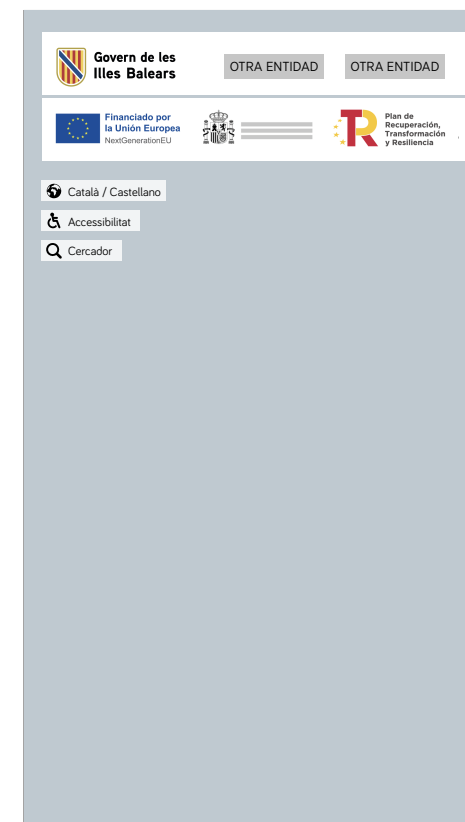 Govern de les
Illes Balears
OTRA ENTIDAD
OTRA ENTIDAD
Financiado por
la Unión Europea
NextGenerationEU
Plan de
Recuperación,
Transformación
y Resiliencia
Català / Castellano
Accessibilitat
Cercador